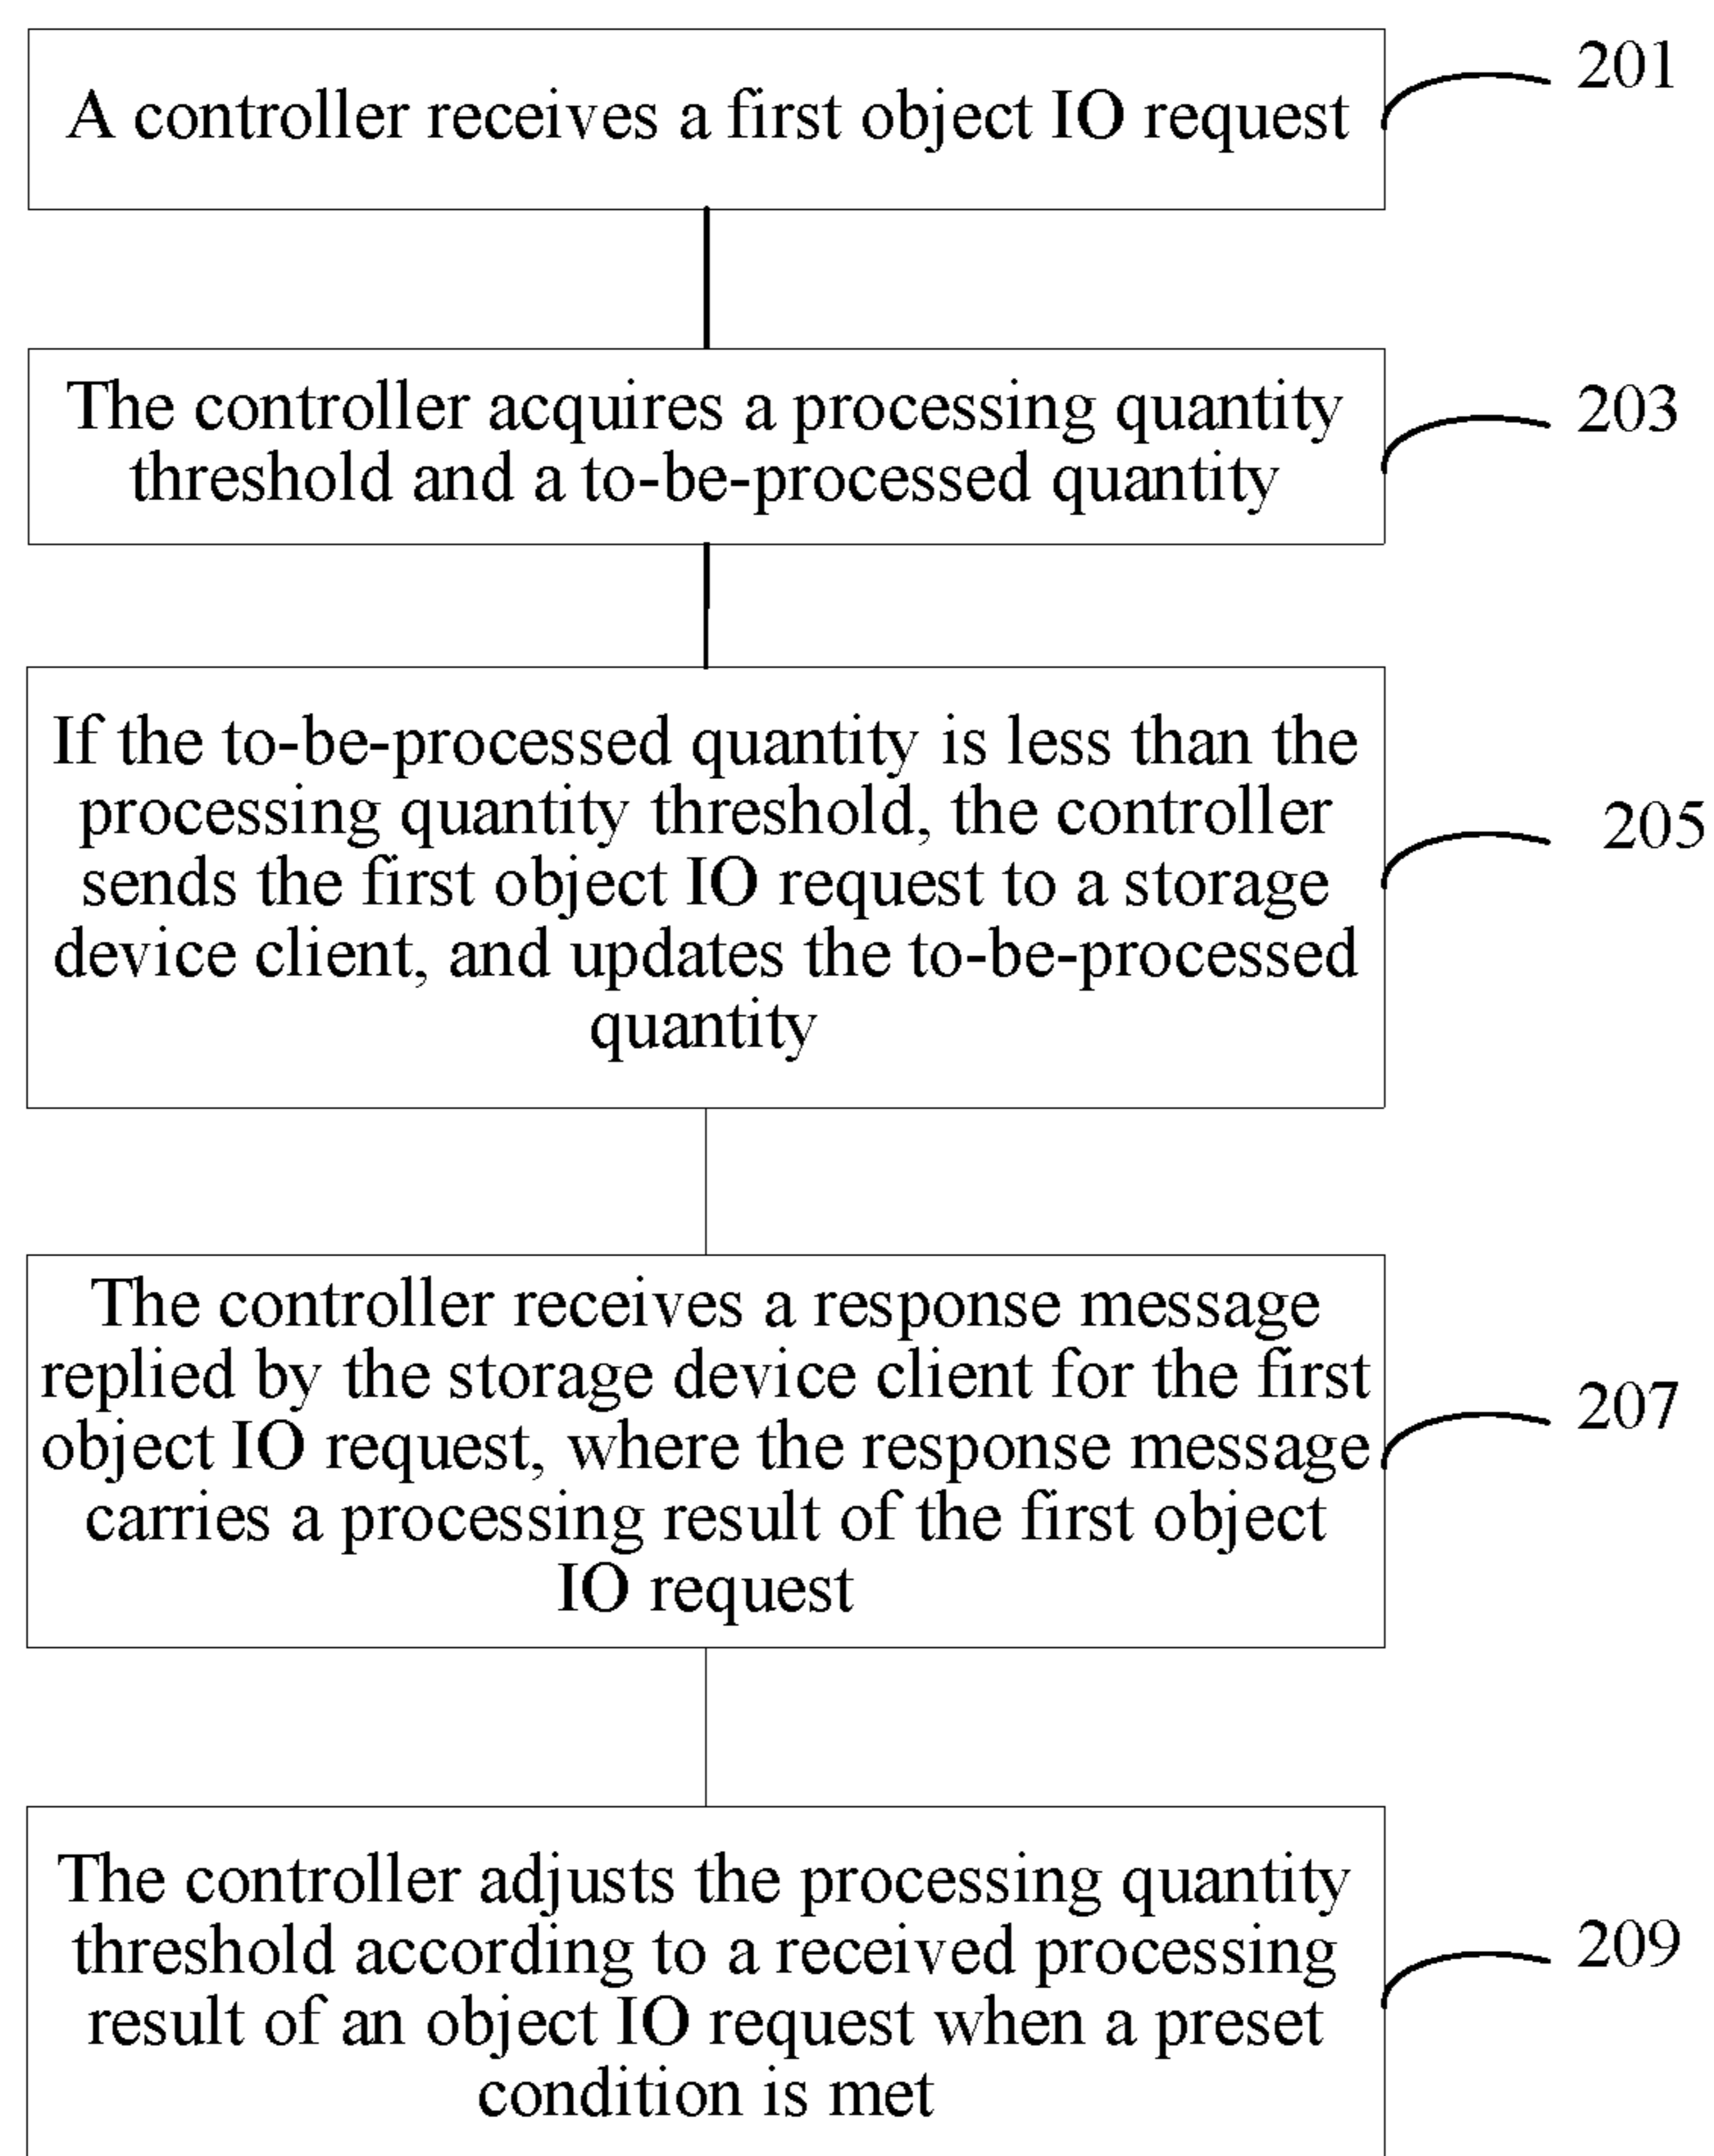 A controller receives a first object IO request
201
The controller acquires a processing quantity
threshold and a to-be-processed quantity
203
If the to-be-processed quantity is less than the
processing quantity threshold, the controller
sends the first object IO request to a storage
device client, and updates the to-be-processed
quantity
205
The controller receives a response message
replied by the storage device client for the first
object IO request, where the response message
carries a processing result of the first object
IO request
207
The controller adjusts the processing quantity
threshold according to a received processing
result of an object IO request when a preset
condition is met
209